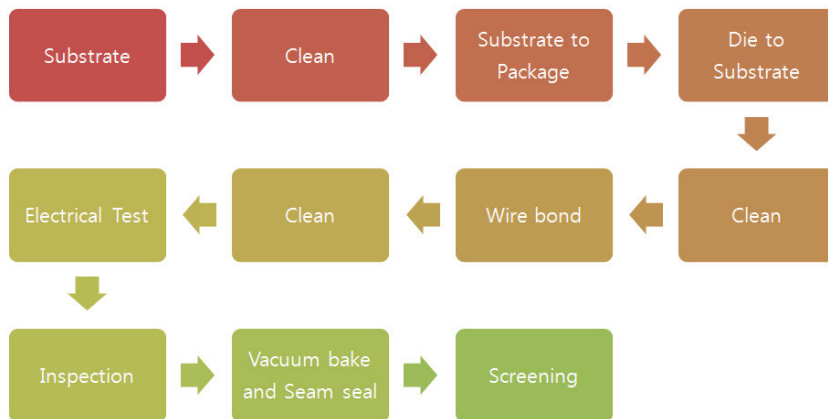 Substrate
Clean
Substrate to
Package
Die to
Substrate
Clean
Wire bond
Clean
Electrical Test
Inspection
Vacuum bake
and Seam seal
Screening